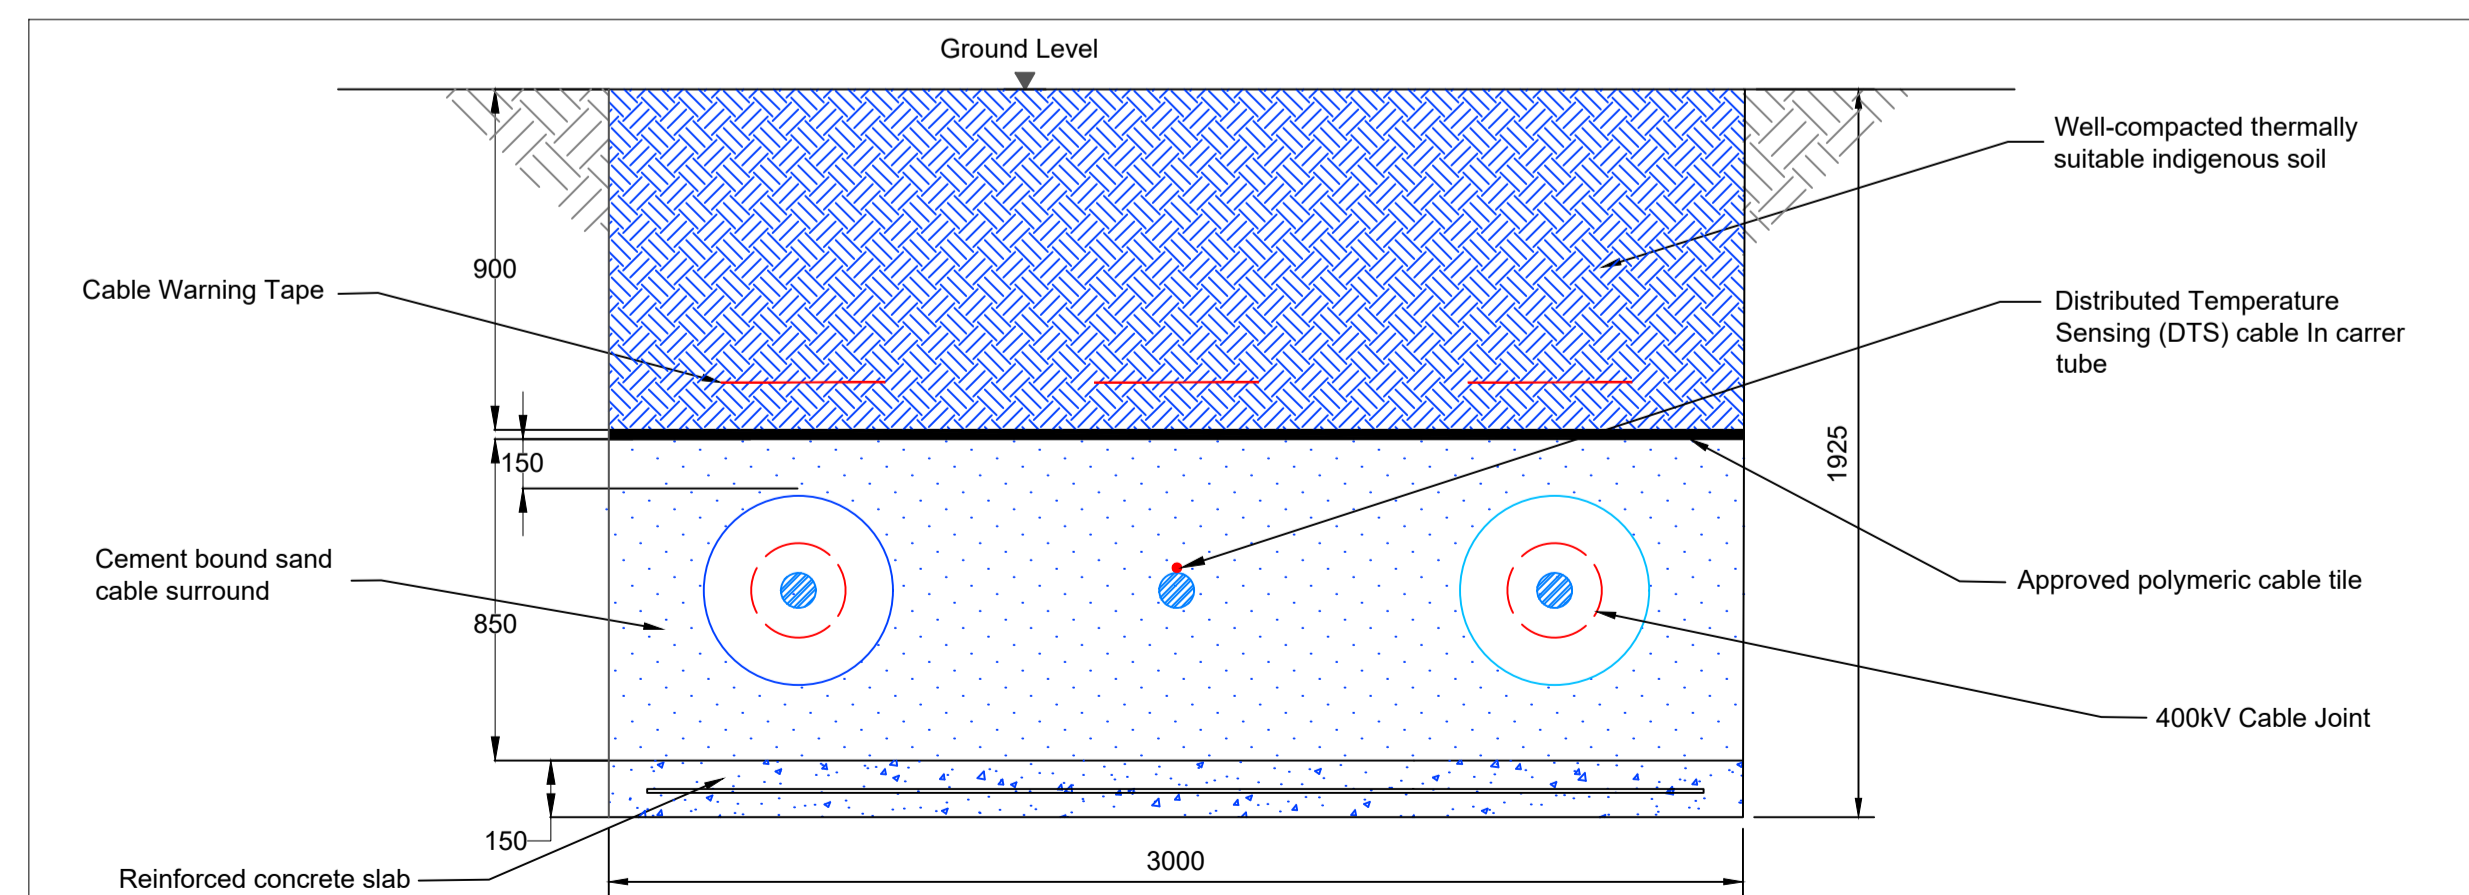 Ground Level
Well-compacted thermally
suitable indigenous soil
900
Cable Warning Tape
Distributed Temperature
Sensing (DTS) cable In carrer
tube
150
1925
Cement bound sand
cable surround
Approved polymeric cable tile
850
400kV Cable Joint
150
3000
Reinforced concrete slab